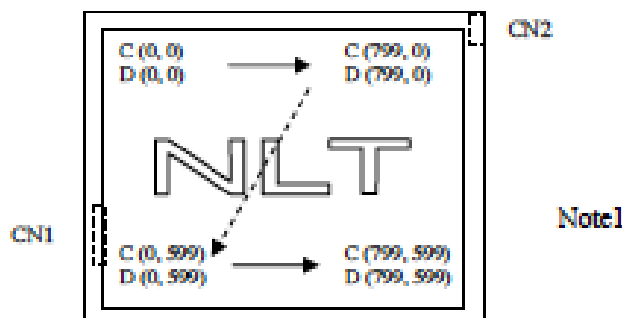 CN2
C (0, 0) C (799, 0)
D (0, 0) D (799, 0)
NLT
Note1
CN1
C (0, 599) C (799, 599)
D (0, 599) D (799, 599)